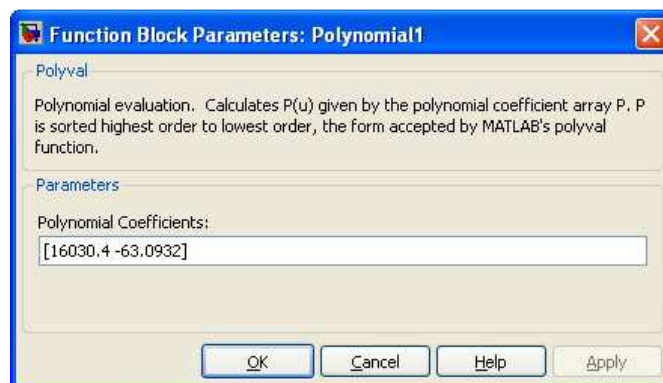 Function Block Parameters: Polynomial1
Polyval
Polynomial evaluation. Calculates P(u) given by the polynomial coefficient array P. P
is sorted highest order to lowest order, the form accepted by MATLAB's polyval
function.
Parameters
Polynomial Coefficients:
[16030.4 -63.0932]
OK Cancel Help Apply